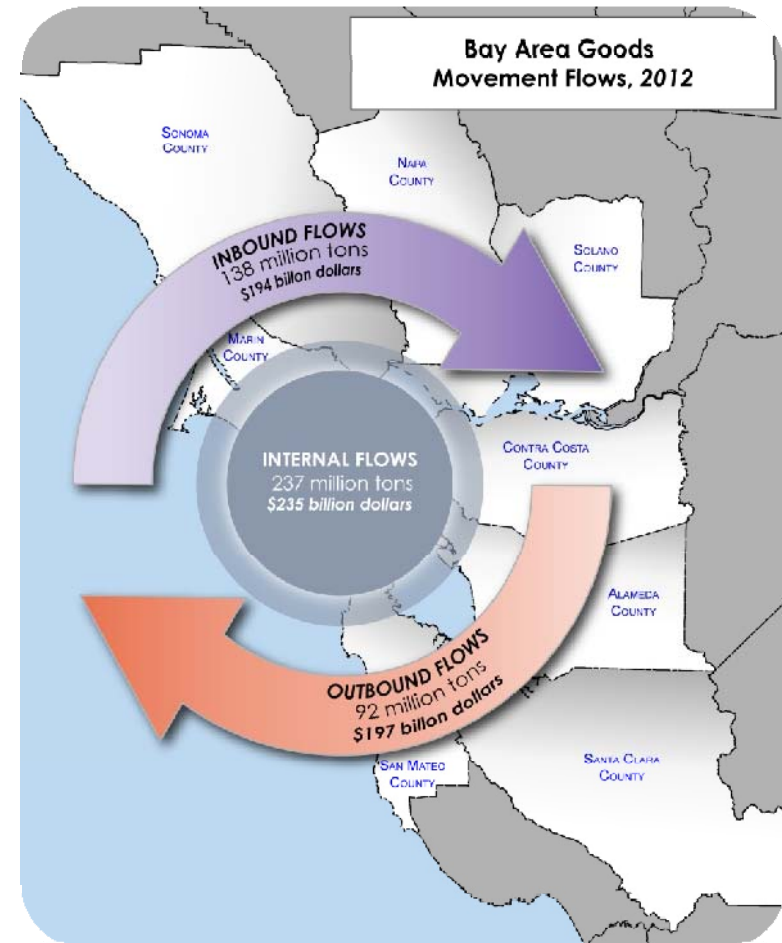 Bay Area Goods
Movement Flows, 2012
SONOMA
COUNTY
NAPA
COUNTY
SOLANO
COUNTY
INBOUND FLOWS
138 million tons
$194 billon dollars
MARIN
COUNTY
CONTRA COSTA
COUNTY
INTERNAL FLOWS
237 million tons
$235 billion dollars
ALAMEDA
COUNTY
OUTBOUND FLOWS
92 million tons
$197 billon dollars
SAN MATEO
COUNTY
SANTA CLARA
COUNTY